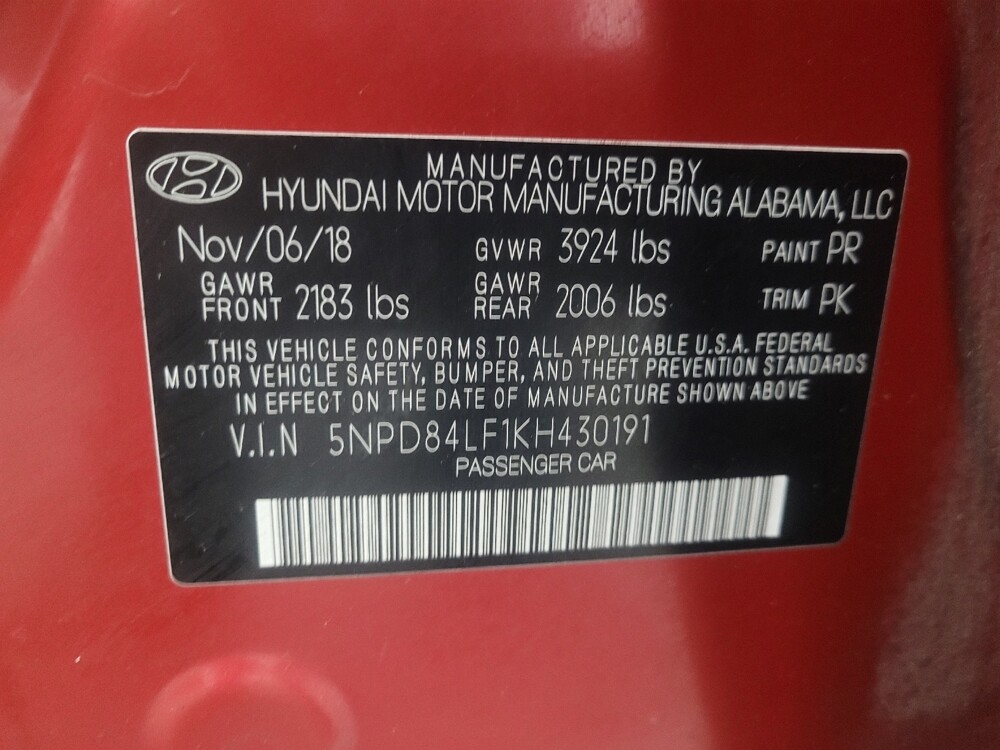 MANUFACTURED BY
HYUNDAI MOTOR MANUFACTURING ALABAMA, LLC
Nov/06/18 GVWR 3924 lbs PAINT PR
GAWR FRONT 2183 lbs GAWR REAR 2006 lbs TRIM PK
THIS VEHICLE CONFORMS TO ALL APPLICABLE U.S.A. FEDERAL
MOTOR VEHICLE SAFETY, BUMPER, AND THEFT PREVENTION STANDARDS
IN EFFECT ON THE DATE OF MANUFACTURE SHOWN ABOVE
V.I.N 5NPD84LF1KH430191
PASSENGER CAR